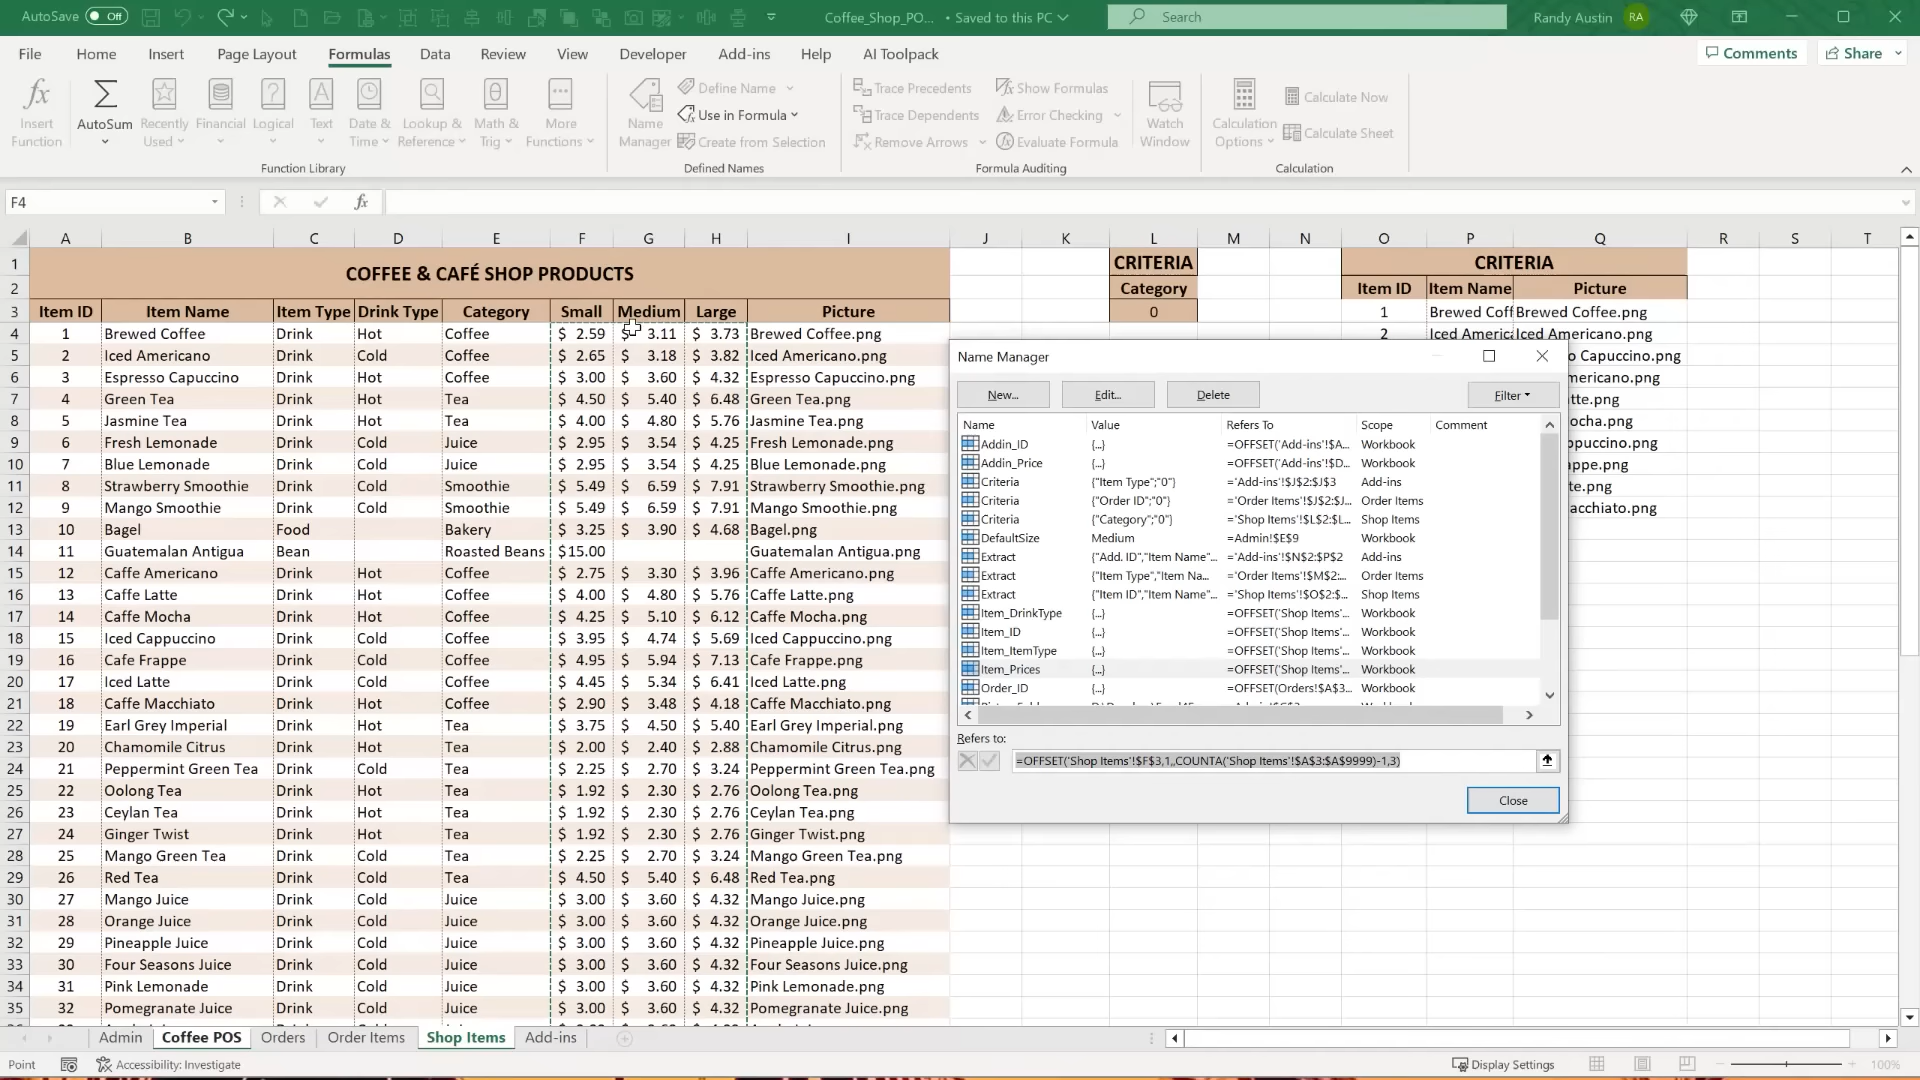 AutoSave Off Coffee_Shop_PO... • Saved to this PC Search Randy Austin RA
File Home Insert Page Layout Formulas Data Review View Developer Add-ins Help AI Toolpack Comments Share
Insert Function AutoSum Recently Used Financial Logical Text Date & Time Lookup & Reference Math & Trig More Functions
Function Library
Name Manager Define Name Use in Formula Create from Selection
Defined Names
Trace Precedents Trace Dependents Remove Arrows Show Formulas Error Checking Evaluate Formula
Formula Auditing
Watch Window
Calculation Options Calculate Now Calculate Sheet
Calculation
F4 fx
A B C D E F G H I J K L M N O P Q R S T
1 COFFEE & CAFÉ SHOP PRODUCTS CRITERIA CRITERIA
2 Category Item ID Item Name Picture
3 Item ID Item Name Item Type Drink Type Category Small Medium Large Picture 0 1 Brewed Coff Brewed Coffee.png
4 1 Brewed Coffee Drink Hot Coffee $ 2.59 $ 3.11 $ 3.73 Brewed Coffee.png 2 Iced Americ Iced Americano.png
5 2 Iced Americano Drink Cold Coffee $ 2.65 $ 3.18 $ 3.82 Iced Americano.png o Capuccino.png
6 3 Espresso Capuccino Drink Hot Coffee $ 3.00 $ 3.60 $ 4.32 Espresso Capuccino.png mericano.png
7 4 Green Tea Drink Hot Tea $ 4.50 $ 5.40 $ 6.48 Green Tea.png tte.png
8 5 Jasmine Tea Drink Hot Tea $ 4.00 $ 4.80 $ 5.76 Jasmine Tea.png ocha.png
9 6 Fresh Lemonade Drink Cold Juice $ 2.95 $ 3.54 $ 4.25 Fresh Lemonade.png ppuccino.png
10 7 Blue Lemonade Drink Cold Juice $ 2.95 $ 3.54 $ 4.25 Blue Lemonade.png ppe.png
11 8 Strawberry Smoothie Drink Cold Smoothie $ 5.49 $ 6.59 $ 7.91 Strawberry Smoothie.png te.png
12 9 Mango Smoothie Drink Cold Smoothie $ 5.49 $ 6.59 $ 7.91 Mango Smoothie.png acchiato.png
13 10 Bagel Food Bakery $ 3.25 $ 3.90 $ 4.68 Bagel.png
14 11 Guatemalan Antigua Bean Roasted Beans $15.00 Guatemalan Antigua.png
15 12 Caffe Americano Drink Hot Coffee $ 2.75 $ 3.30 $ 3.96 Caffe Americano.png
16 13 Caffe Latte Drink Hot Coffee $ 4.00 $ 4.80 $ 5.76 Caffe Latte.png
17 14 Caffe Mocha Drink Hot Coffee $ 4.25 $ 5.10 $ 6.12 Caffe Mocha.png
18 15 Iced Cappuccino Drink Cold Coffee $ 3.95 $ 4.74 $ 5.69 Iced Cappuccino.png
19 16 Cafe Frappe Drink Cold Coffee $ 4.95 $ 5.94 $ 7.13 Cafe Frappe.png
20 17 Iced Latte Drink Cold Coffee $ 4.45 $ 5.34 $ 6.41 Iced Latte.png
21 18 Caffe Macchiato Drink Hot Coffee $ 2.90 $ 3.48 $ 4.18 Caffe Macchiato.png
22 19 Earl Grey Imperial Drink Hot Tea $ 3.75 $ 4.50 $ 5.40 Earl Grey Imperial.png
23 20 Chamomile Citrus Drink Hot Tea $ 2.00 $ 2.40 $ 2.88 Chamomile Citrus.png
24 21 Peppermint Green Tea Drink Hot Tea $ 2.25 $ 2.70 $ 3.24 Peppermint Green Tea.png
25 22 Oolong Tea Drink Hot Tea $ 1.92 $ 2.30 $ 2.76 Oolong Tea.png
26 23 Ceylan Tea Drink Hot Tea $ 1.92 $ 2.30 $ 2.76 Ceylan Tea.png
27 24 Ginger Twist Drink Hot Tea $ 1.92 $ 2.30 $ 2.76 Ginger Twist.png
28 25 Mango Green Tea Drink Cold Tea $ 2.25 $ 2.70 $ 3.24 Mango Green Tea.png
29 26 Red Tea Drink Cold Tea $ 4.50 $ 5.40 $ 6.48 Red Tea.png
30 27 Mango Juice Drink Cold Juice $ 3.00 $ 3.60 $ 4.32 Mango Juice.png
31 28 Orange Juice Drink Cold Juice $ 3.00 $ 3.60 $ 4.32 Orange Juice.png
32 29 Pineapple Juice Drink Cold Juice $ 3.00 $ 3.60 $ 4.32 Pineapple Juice.png
33 30 Four Seasons Juice Drink Cold Juice $ 3.00 $ 3.60 $ 4.32 Four Seasons Juice.png
34 31 Pink Lemonade Drink Cold Juice $ 3.00 $ 3.60 $ 4.32 Pink Lemonade.png
35 32 Pomegranate Juice Drink Cold Juice $ 3.00 $ 3.60 $ 4.32 Pomegranate Juice.png
Name Manager
New... Edit... Delete Filter
Name Value Refers To Scope Comment
Addin_ID {...} =OFFSET('Add-ins'!$A... Workbook
Addin_Price {...} =OFFSET('Add-ins'!$D... Workbook
Criteria {"Item Type";"0"} ='Add-ins'!$J$2:$J$3 Add-ins
Criteria {"Order ID";"0"} ='Order Items'!$J$2:$J... Order Items
Criteria {"Category";"0"} ='Shop Items'!$L$2:$L... Shop Items
DefaultSize Medium =Admin!$E$9 Workbook
Extract {"Add. ID","Item Name"... ='Add-ins'!$N$2:$P$2 Add-ins
Extract {"Item Type","Item Na... ='Order Items'!$M$2:... Order Items
Extract {"Item ID","Item Name"... ='Shop Items'!$O$2:$... Shop Items
Item_DrinkType {...} =OFFSET('Shop Items'... Workbook
Item_ID {...} =OFFSET('Shop Items'... Workbook
Item_ItemType {...} =OFFSET('Shop Items'... Workbook
Item_Prices {...} =OFFSET('Shop Items'... Workbook
Order_ID {...} =OFFSET(Orders!$A$3... Workbook
Refers to:
=OFFSET('Shop Items'!$F$3,1,,COUNTA('Shop Items'!$A$3:$A$9999)-1,3)
Close
Admin Coffee POS Orders Order Items Shop Items Add-ins
Point Accessibility: Investigate Display Settings 100%